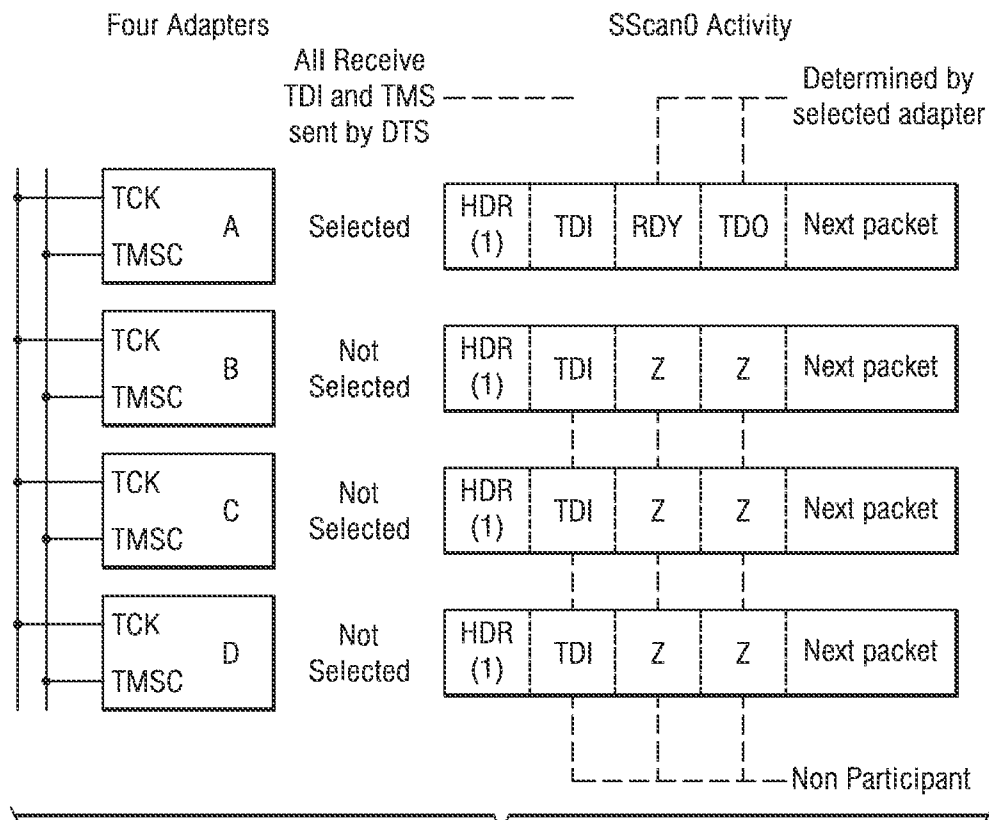 Four Adapters
SScan0 Activity
All Receive
TDI and TMS
sent by DTS
Determined by
selected adapter
TCK
TMSC
A
Selected
HDR
(1)
TDI
RDY
TDO
Next packet
TCK
TMSC
B
Not
Selected
HDR
(1)
TDI
Z
Z
Next packet
TCK
TMSC
C
Not
Selected
HDR
(1)
TDI
Z
Z
Next packet
TCK
TMSC
D
Not
Selected
HDR
(1)
TDI
Z
Z
Next packet
Non Participant